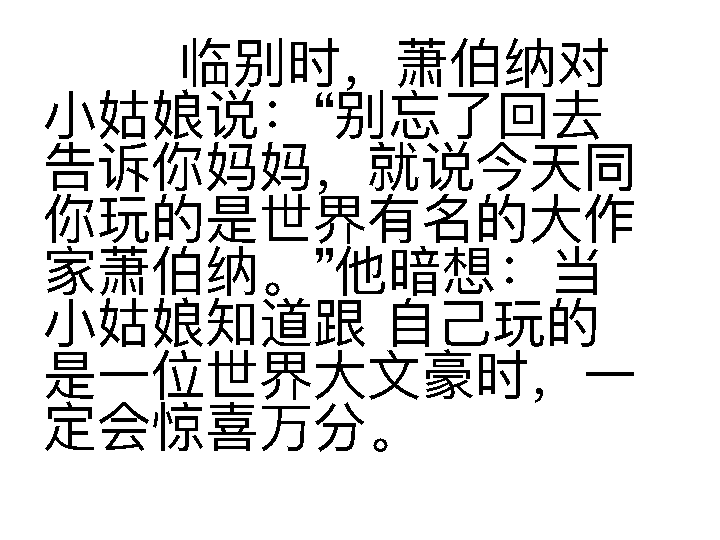 临别时，萧伯纳对
小姑娘说：“别忘了回去
告诉你妈妈，就说今天同
你玩的是世界有名的大作
家萧伯纳。”他暗想：当
小姑娘知道跟 自己玩的
是一位世界大文豪时，一
定会惊喜万分。